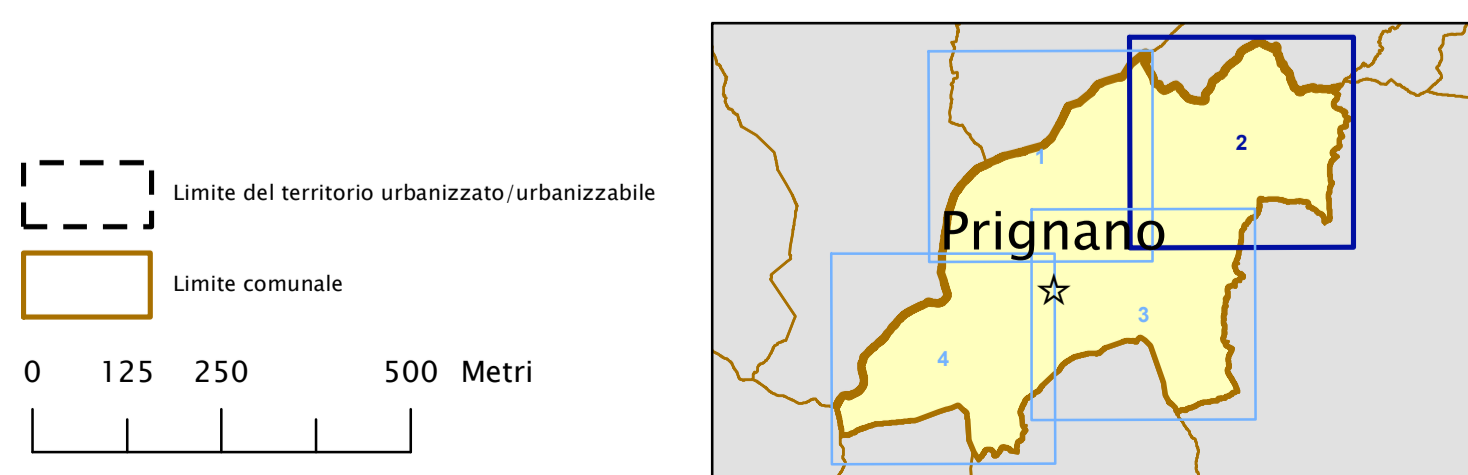 Limite del territorio urbanizzato/urbanizzabile
Limite comunale
0 125 250 500 Metri
1
2
Prignano
3
4